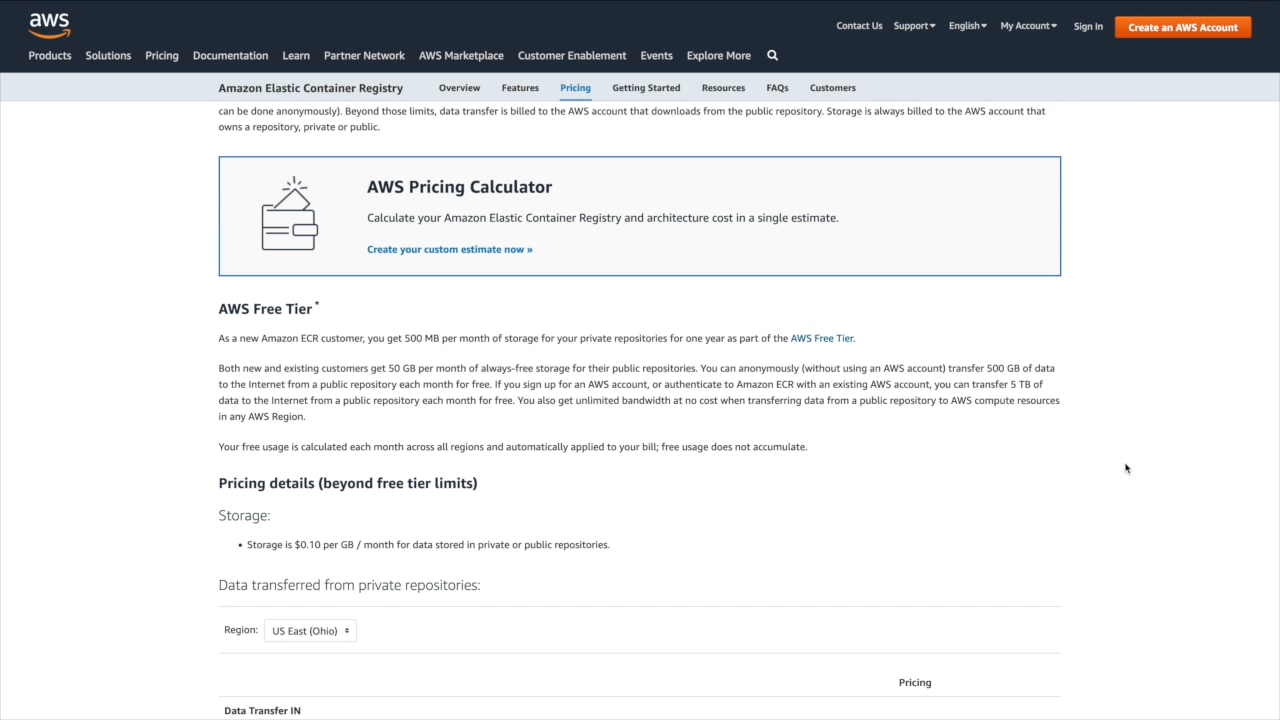 aws
Contact Us Support English My Account Sign In Create an AWS Account
Products Solutions Pricing Documentation Learn Partner Network AWS Marketplace Customer Enablement Events Explore More
Amazon Elastic Container Registry Overview Features Pricing Getting Started Resources FAQs Customers
can be done anonymously). Beyond those limits, data transfer is billed to the AWS account that downloads from the public repository. Storage is always billed to the AWS account that
owns a repository, private or public.
AWS Pricing Calculator
Calculate your Amazon Elastic Container Registry and architecture cost in a single estimate.
Create your custom estimate now »
AWS Free Tier *
As a new Amazon ECR customer, you get 500 MB per month of storage for your private repositories for one year as part of the AWS Free Tier.
Both new and existing customers get 50 GB per month of always-free storage for their public repositories. You can anonymously (without using an AWS account) transfer 500 GB of data
to the Internet from a public repository each month for free. If you sign up for an AWS account, or authenticate to Amazon ECR with an existing AWS account, you can transfer 5 TB of
data to the Internet from a public repository each month for free. You also get unlimited bandwidth at no cost when transferring data from a public repository to AWS compute resources
in any AWS Region.
Your free usage is calculated each month across all regions and automatically applied to your bill; free usage does not accumulate.
Pricing details (beyond free tier limits)
Storage:
• Storage is $0.10 per GB / month for data stored in private or public repositories.
Data transferred from private repositories:
Region: US East (Ohio)
Pricing
Data Transfer IN